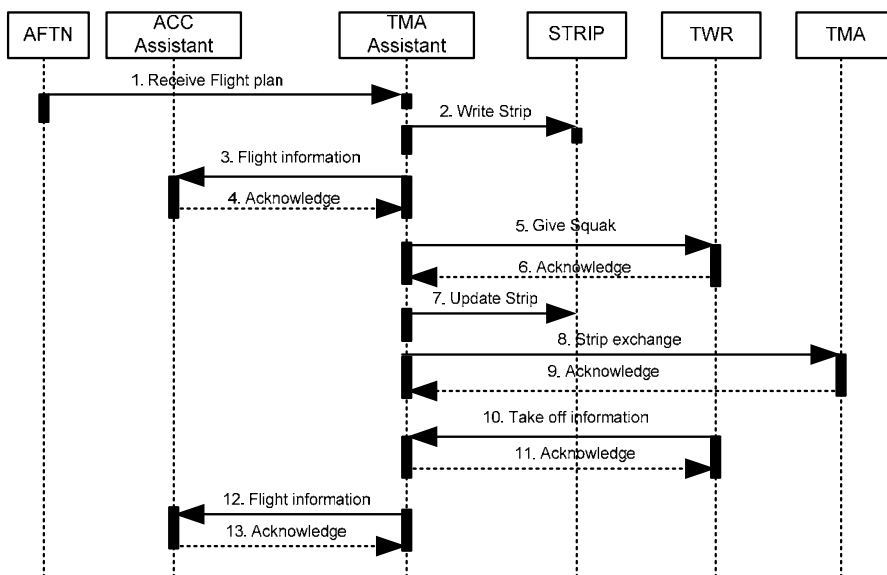 AFTN
ACC
Assistant
TMA
Assistant
STRIP
TWR
TMA
1. Receive Flight plan
2. Write Strip
3. Flight information
4. Acknowledge
5. Give Squak
6. Acknowledge
7. Update Strip
8. Strip exchange
9. Acknowledge
10. Take off information
11. Acknowledge
12. Flight information
13. Acknowledge